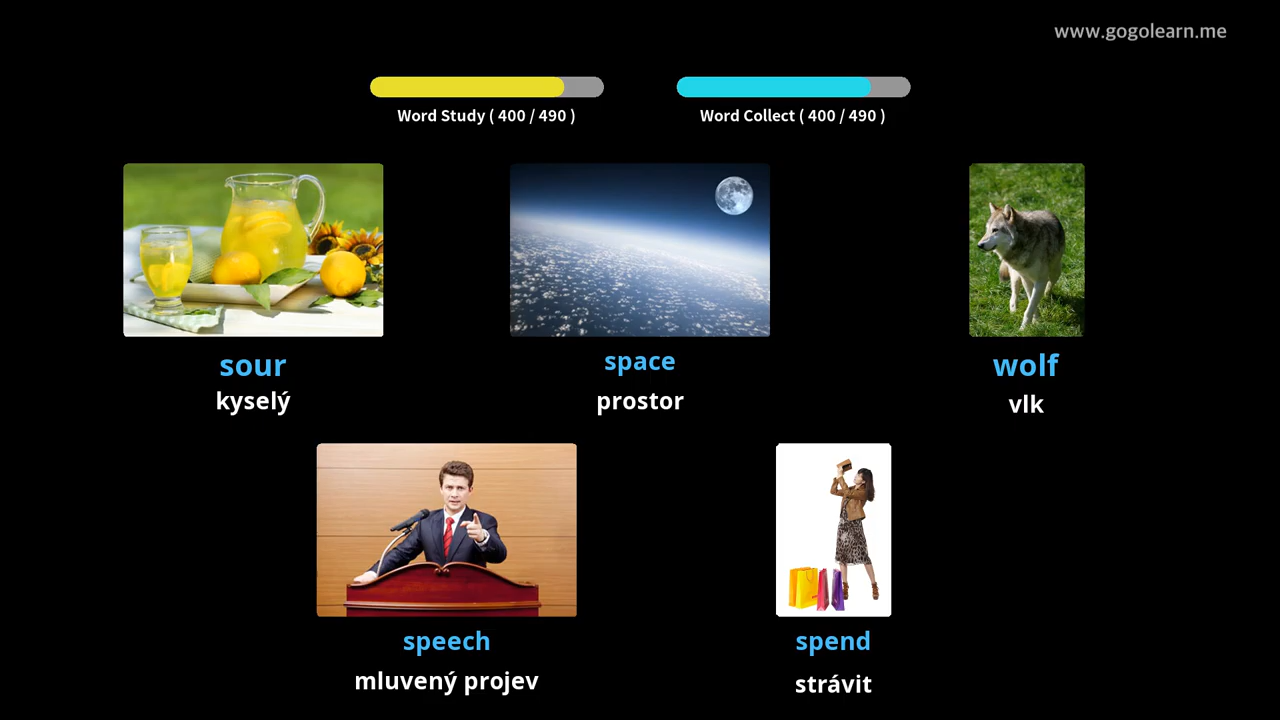 www.gogolearn.me
Word Study ( 400 / 490 )
Word Collect ( 400 / 490 )
sour
kyselý
space
prostor
wolf
vlk
speech
mluvený projev
spend
strávit